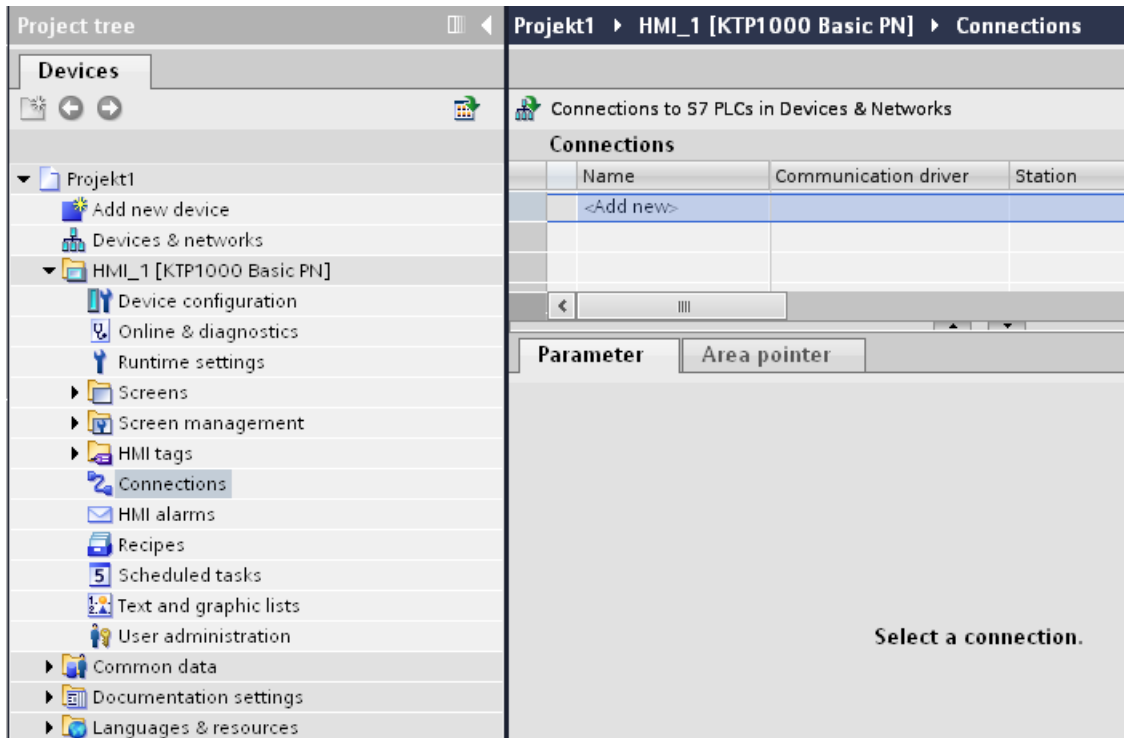 Project tree
Devices
Projekt1
Add new device
Devices & networks
HMI_1 [KTP1000 Basic PN]
Device configuration
Online & diagnostics
Runtime settings
Screens
Screen management
HMI tags
Connections
HMI alarms
Recipes
Scheduled tasks
Text and graphic lists
User administration
Common data
Documentation settings
Languages & resources
Projekt1 ▸ HMI_1 [KTP1000 Basic PN] ▸ Connections
Connections to S7 PLCs in Devices & Networks
Connections
Name Communication driver Station
<Add new>
Parameter Area pointer
Select a connection.